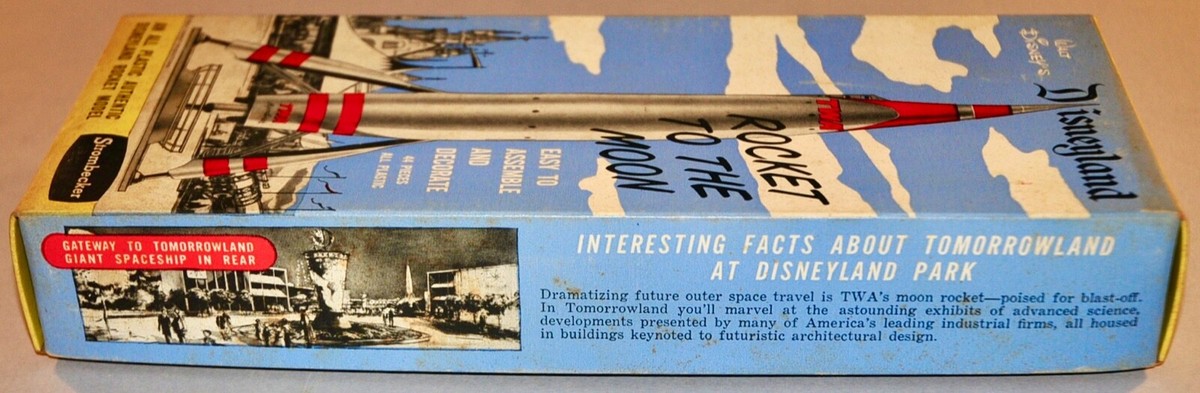 Walt
Disney's
Disneyland
ROCKET
TO THE
MOON
TWA
EASY TO
ASSEMBLE
AND
DECORATE
46 PIECES
ALL PLASTIC
TWA
AN ALL PLASTIC AUTHENTIC
DISNEYLAND ROCKET MODEL
Strombecker
GATEWAY TO TOMORROWLAND
GIANT SPACESHIP IN REAR
INTERESTING FACTS ABOUT TOMORROWLAND
AT DISNEYLAND PARK
Dramatizing future outer space travel is TWA's moon rocket—poised for blast-off.
In Tomorrowland you'll marvel at the astounding exhibits of advanced science,
developments presented by many of America's leading industrial firms, all housed
in buildings keynoted to futuristic architectural design.